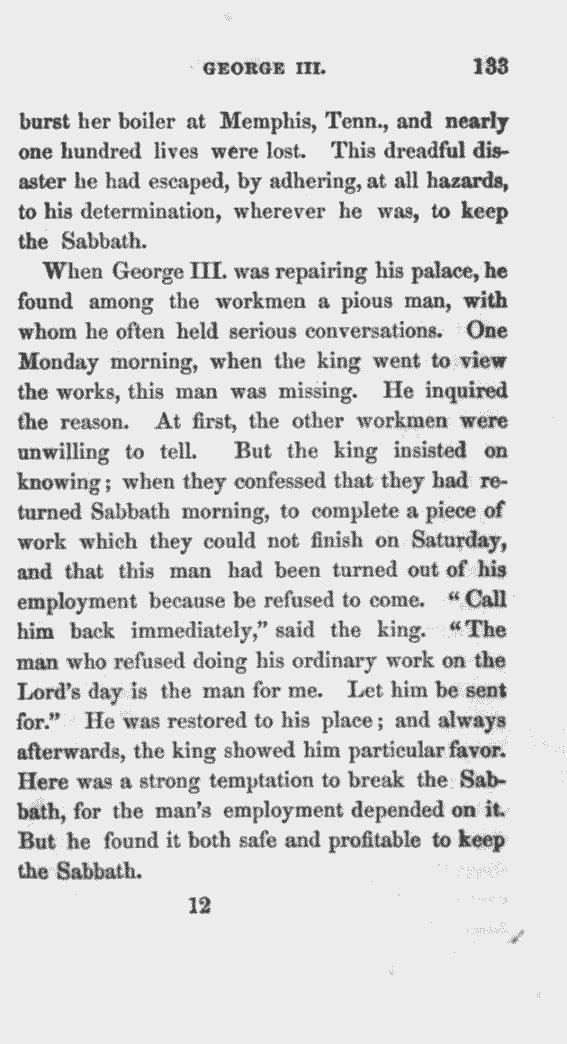 GEORGE III. 133
burst her boiler at Memphis, Tenn., and nearly
one hundred lives were lost. This dreadful dis-
aster he had escaped, by adhering, at all hazards,
to his determination, wherever he was, to keep
the Sabbath.
When George III. was repairing his palace, he
found among the workmen a pious man, with
whom he often held serious conversations. One
Monday morning, when the king went to view
the works, this man was missing. He inquired
the reason. At first, the other workmen were
unwilling to tell. But the king insisted on
knowing; when they confessed that they had re-
turned Sabbath morning, to complete a piece of
work which they could not finish on Saturday,
and that this man had been turned out of his
employment because he refused to come. “Call
him back immediately,” said the king. “The
man who refused doing his ordinary work on the
Lord’s day is the man for me. Let him be sent
for.” He was restored to his place; and always
afterwards, the king showed him particular favor.
Here was a strong temptation to break the Sab-
bath, for the man’s employment depended on it.
But he found it both safe and profitable to keep
the Sabbath.
12